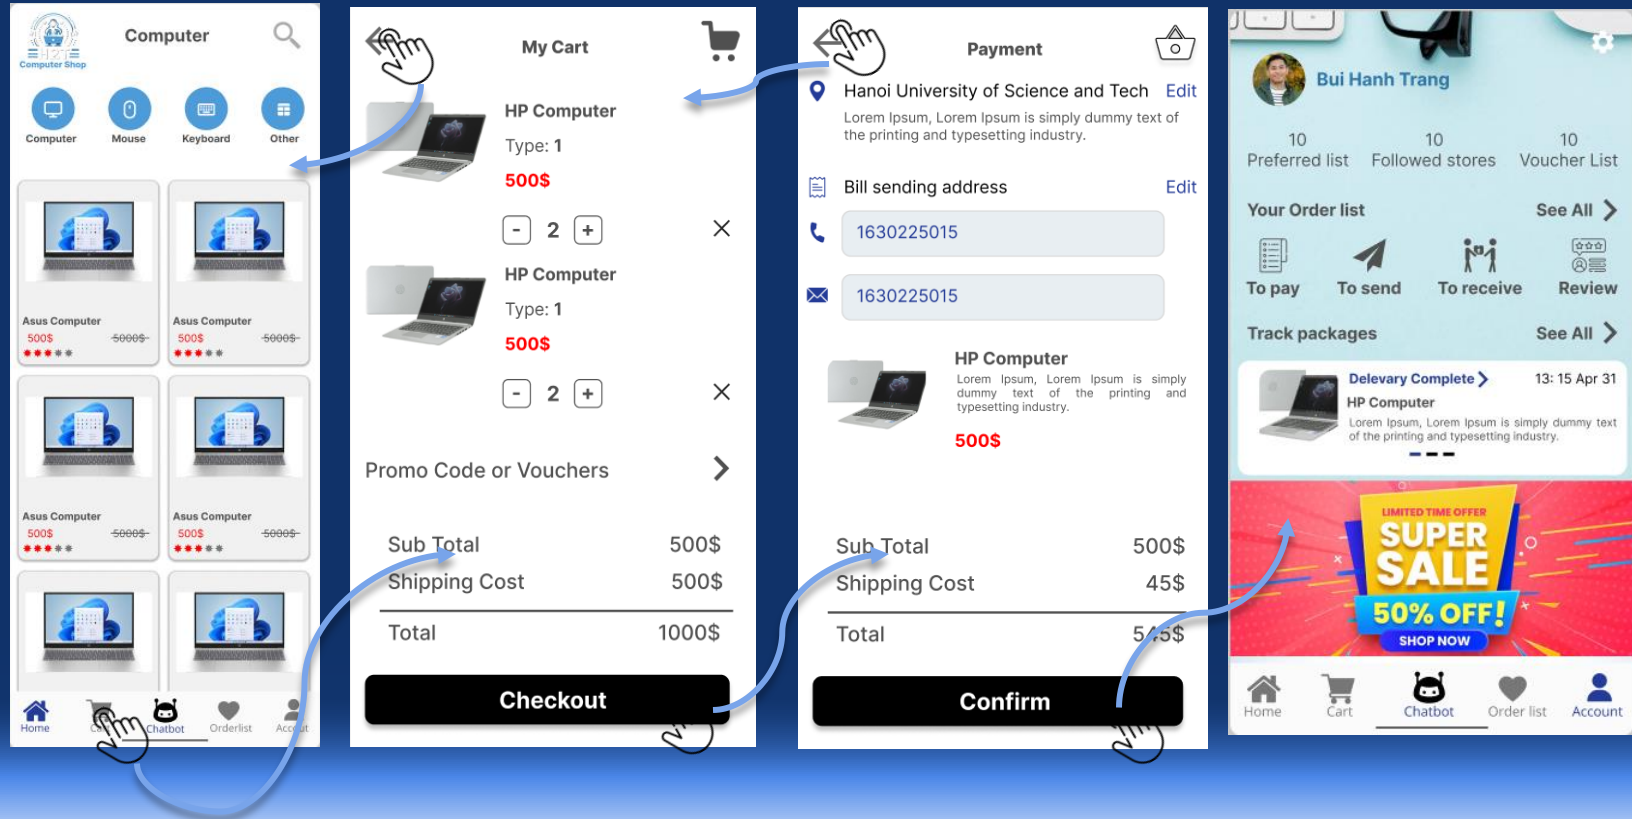 HZT
Computer Shop
Computer
Computer
Mouse
Keyboard
Other
Asus Computer
500$ 5000$
Asus Computer
500$ 5000$
Asus Computer
500$ 5000$
Asus Computer
500$ 5000$
Home
Chatbot
Orderlist
Account
My Cart
HP Computer
Type: 1
500$
- 2 +
HP Computer
Type: 1
500$
- 2 +
Promo Code or Vouchers
Sub Total 500$
Shipping Cost 500$
Total 1000$
Checkout
Payment
Hanoi University of Science and Tech Edit
Lorem Ipsum, Lorem Ipsum is simply dummy text of
the printing and typesetting industry.
Bill sending address Edit
1630225015
1630225015
HP Computer
Lorem Ipsum, Lorem Ipsum is simply
dummy text of the printing and
typesetting industry.
500$
Sub Total 500$
Shipping Cost 45$
Total 545$
Confirm
Bui Hanh Trang
10 10 10
Preferred list Followed stores Voucher List
Your Order list See All
To pay To send To receive Review
Track packages See All
Delevary Complete 13: 15 Apr 31
HP Computer
Lorem Ipsum, Lorem Ipsum is simply dummy text
of the printing and typesetting industry.
LIMITED TIME OFFER
SUPER
SALE
50% OFF!
SHOP NOW
Home Cart Chatbot Order list Account